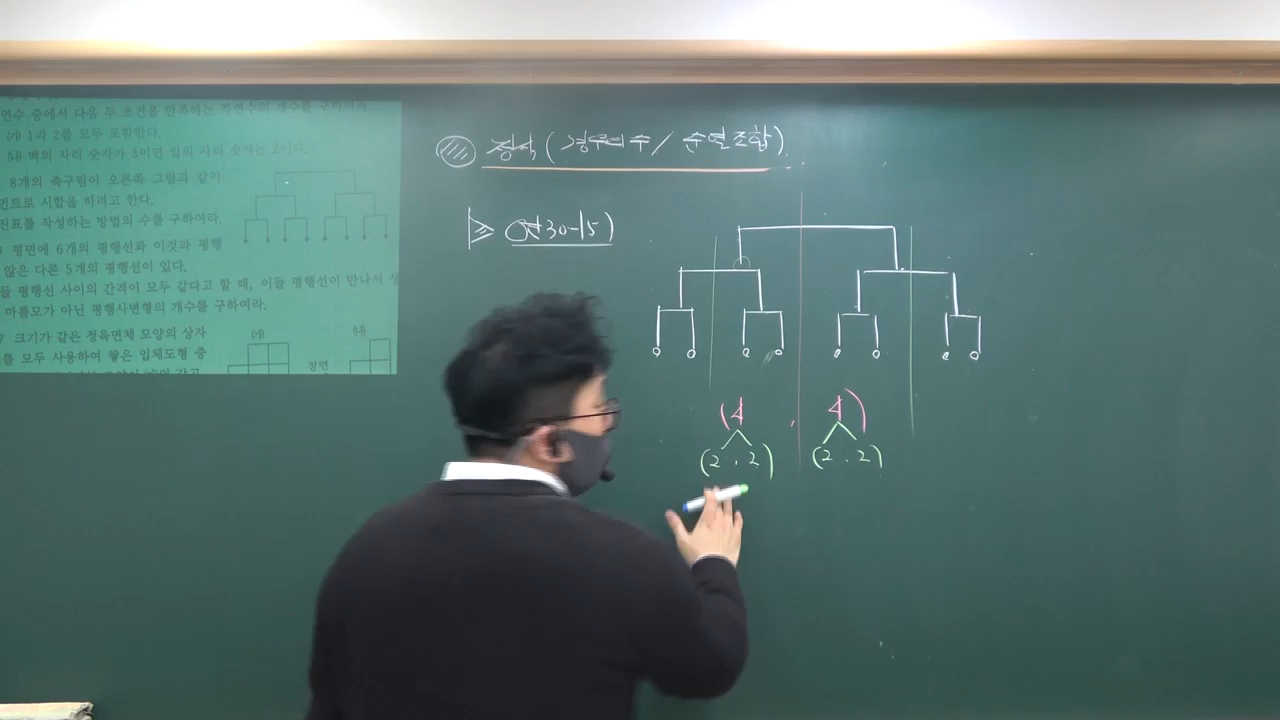 연수 중에서 다음 두 조건을 만족하는 자연수의 개수를 구하여라
㈎ 1과 2를 모두 포함한다.
㈏ 백의 자리 숫자가 3이면 일의 자리 숫자는 2이다.
8개의 축구팀이 오른쪽 그림과 같이
먼트로 시합을 하려고 한다.
진표를 작성하는 방법의 수를 구하여라.
평면에 6개의 평행선과 이것과 평행
않은 다른 5개의 평행선이 있다.
들 평행선 사이의 간격이 모두 같다고 할 때, 이들 평행선이 만나서
마름모가 아닌 평행사변형의 개수를 구하여라.
7 크기가 같은 정육면체 모양의 상자
를 모두 사용하여 쌓은 입체도형 중
㈎ ㈏
정면
정식 (경우의 수 / 순열조합)
연30-15)
(4 . 4)
(2 . 2) (2 . 2)